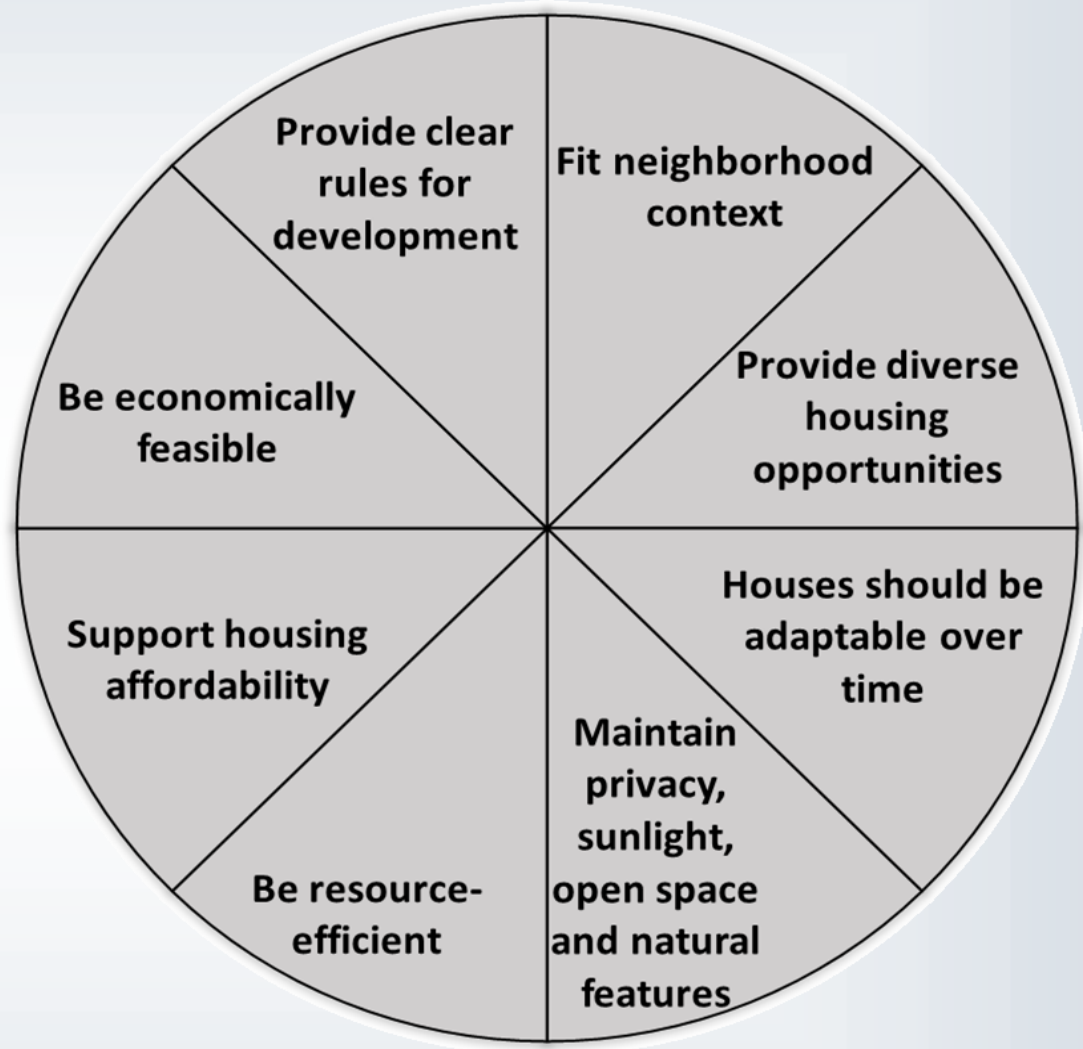 Provide clear
rules for
development
Fit neighborhood
context
Provide diverse
housing
opportunities
Houses should be
adaptable over
time
Maintain
privacy,
sunlight,
open space
and natural
features
Be resource-
efficient
Support housing
affordability
Be economically
feasible